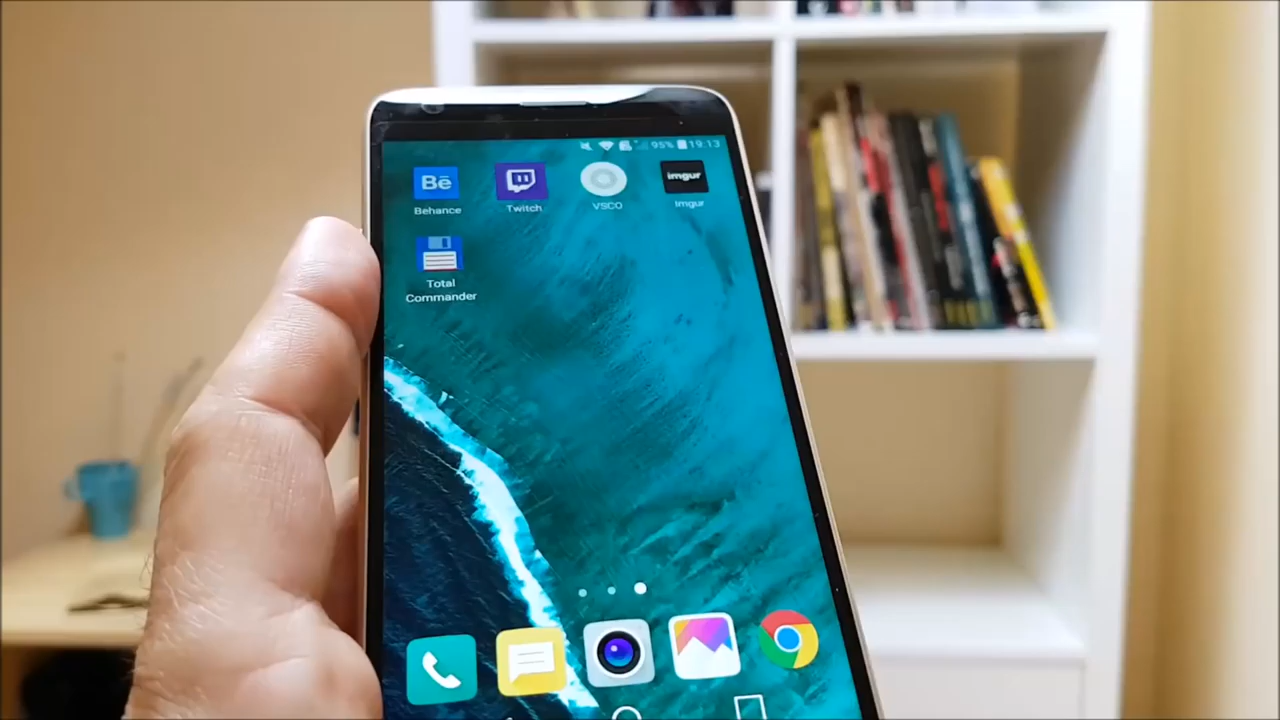 95% 19:13
Bē
imgur
Behance
Twitch
VSCO
Imgur
Total
Commander